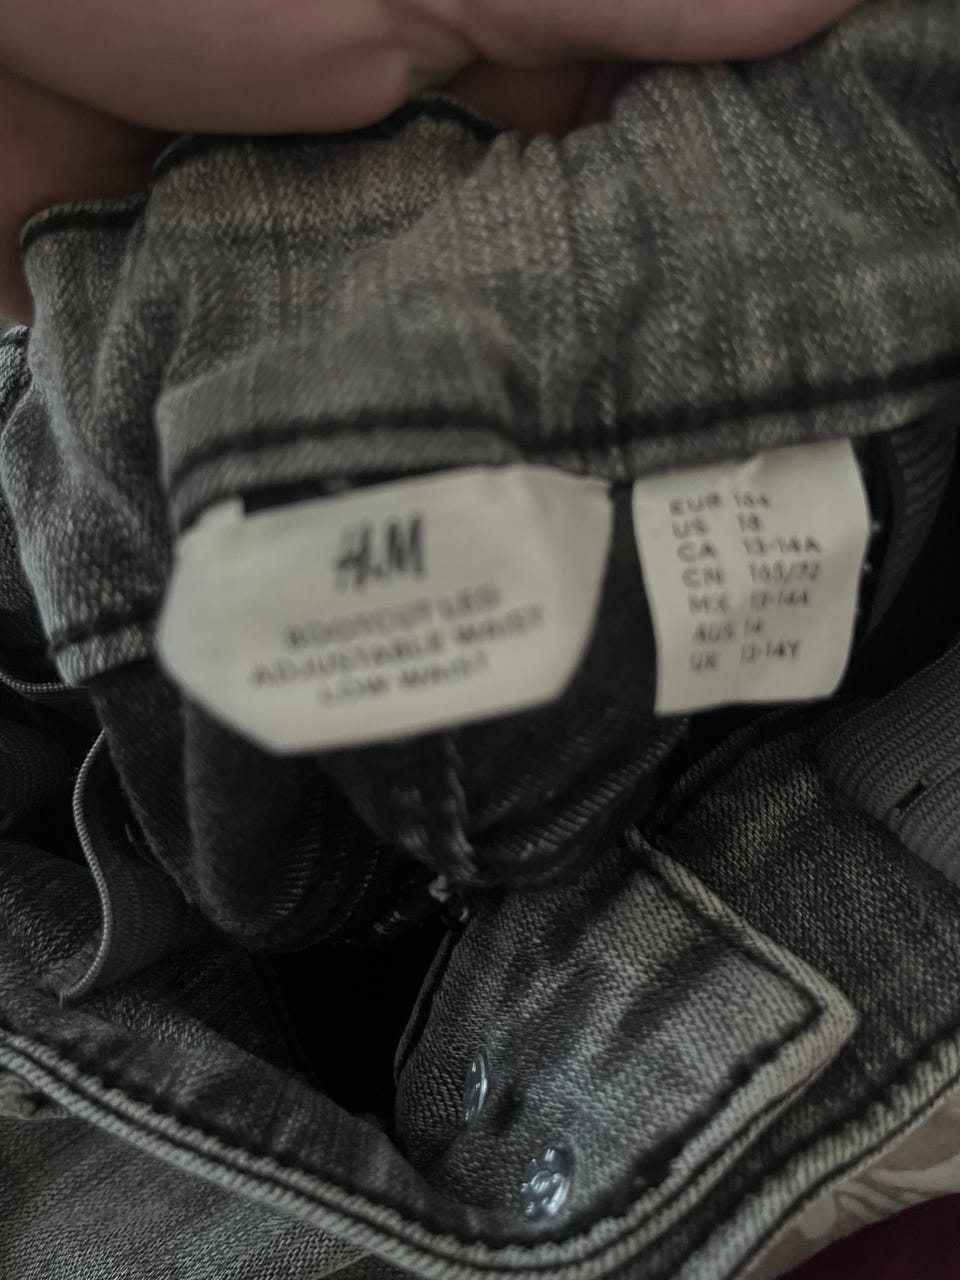 H&M
BOOTCUT LEG
ADJUSTABLE WAIST
LOW WAIST
EUR 164
US 18
CA 13-14A
CN 165/72
MX 13-14A
AUS 14
UK 13-14Y